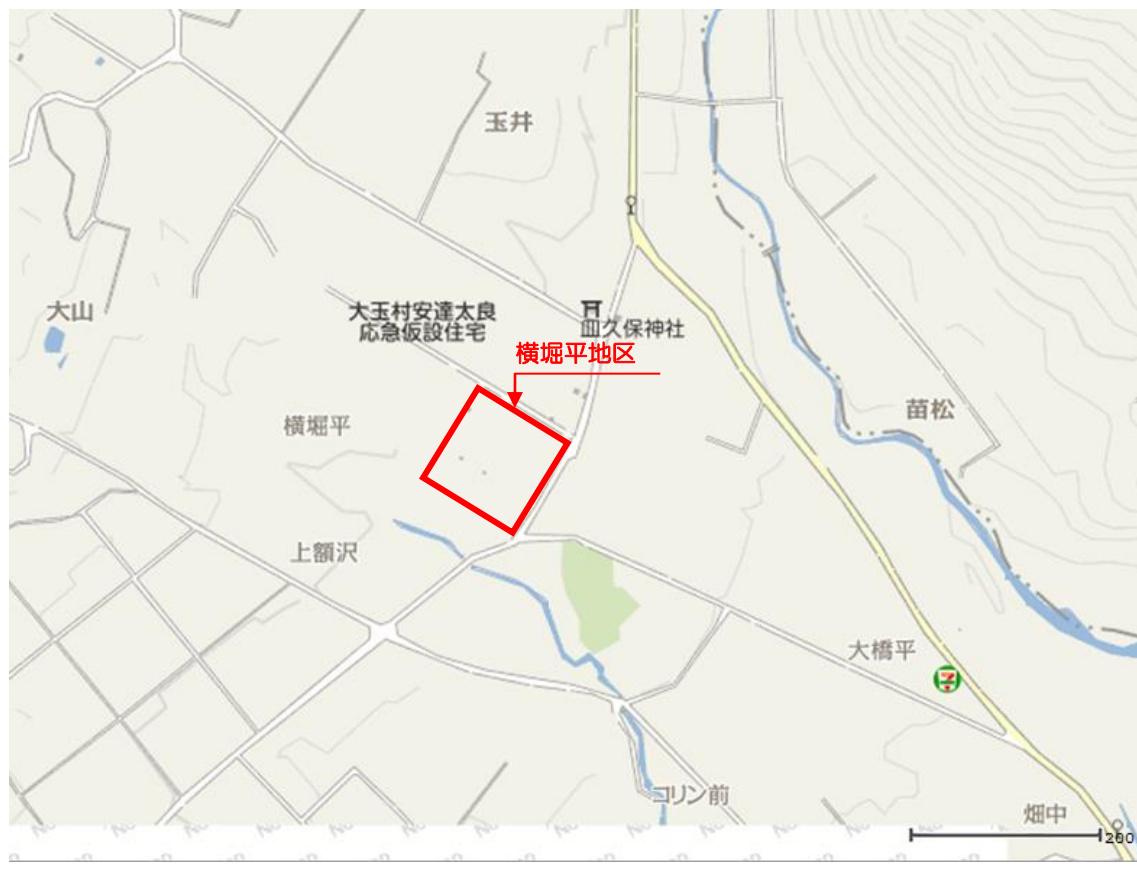 玉井
大山
大玉村安達太良
応急仮設住宅
皿久保神社
横堀平地区
苗松
横堀平
上額沢
大橋平
コリン前
畑中
200